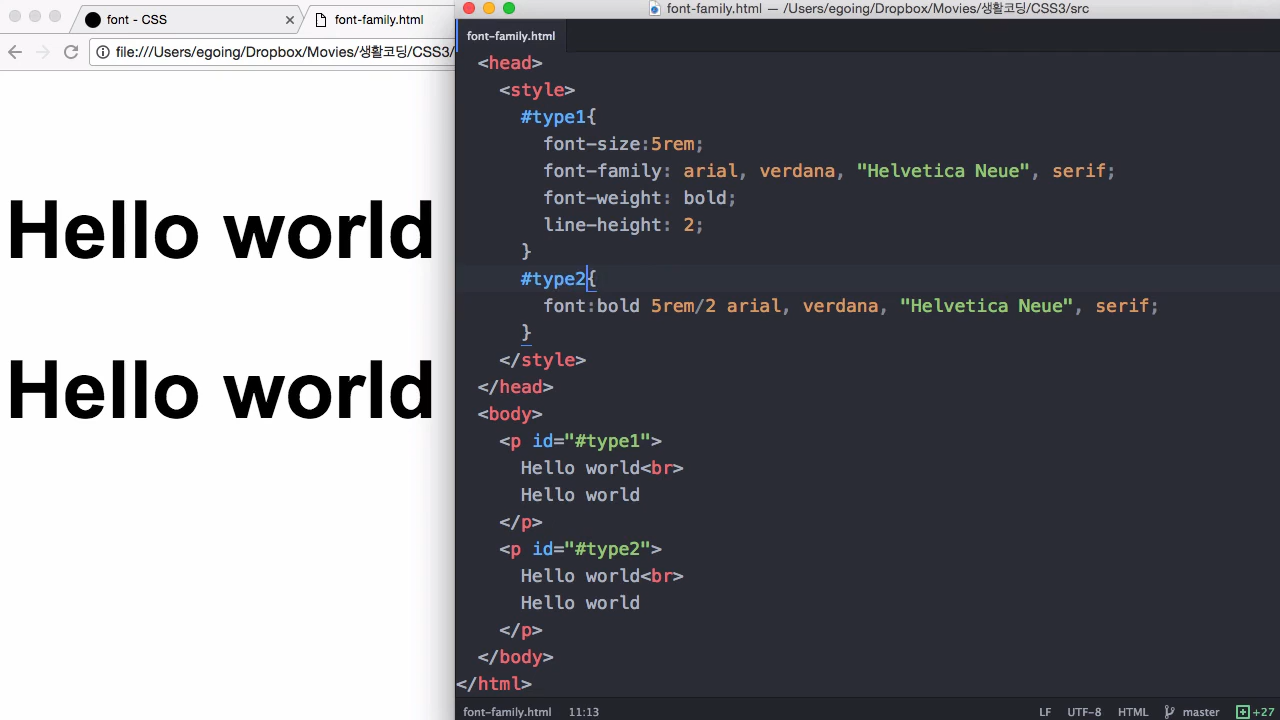 font - CSS
font-family.html
file:///Users/egoing/Dropbox/Movies/생활코딩/CSS3/
Hello world
Hello world
font-family.html — /Users/egoing/Dropbox/Movies/생활코딩/CSS3/src
font-family.html
<head>
<style>
#type1{
font-size:5rem;
font-family: arial, verdana, "Helvetica Neue", serif;
font-weight: bold;
line-height: 2;
}
#type2{
font:bold 5rem/2 arial, verdana, "Helvetica Neue", serif;
}
</style>
</head>
<body>
<p id="#type1">
Hello world<br>
Hello world
</p>
<p id="#type2">
Hello world<br>
Hello world
</p>
</body>
</html>
font-family.html 11:13 LF UTF-8 HTML master +27